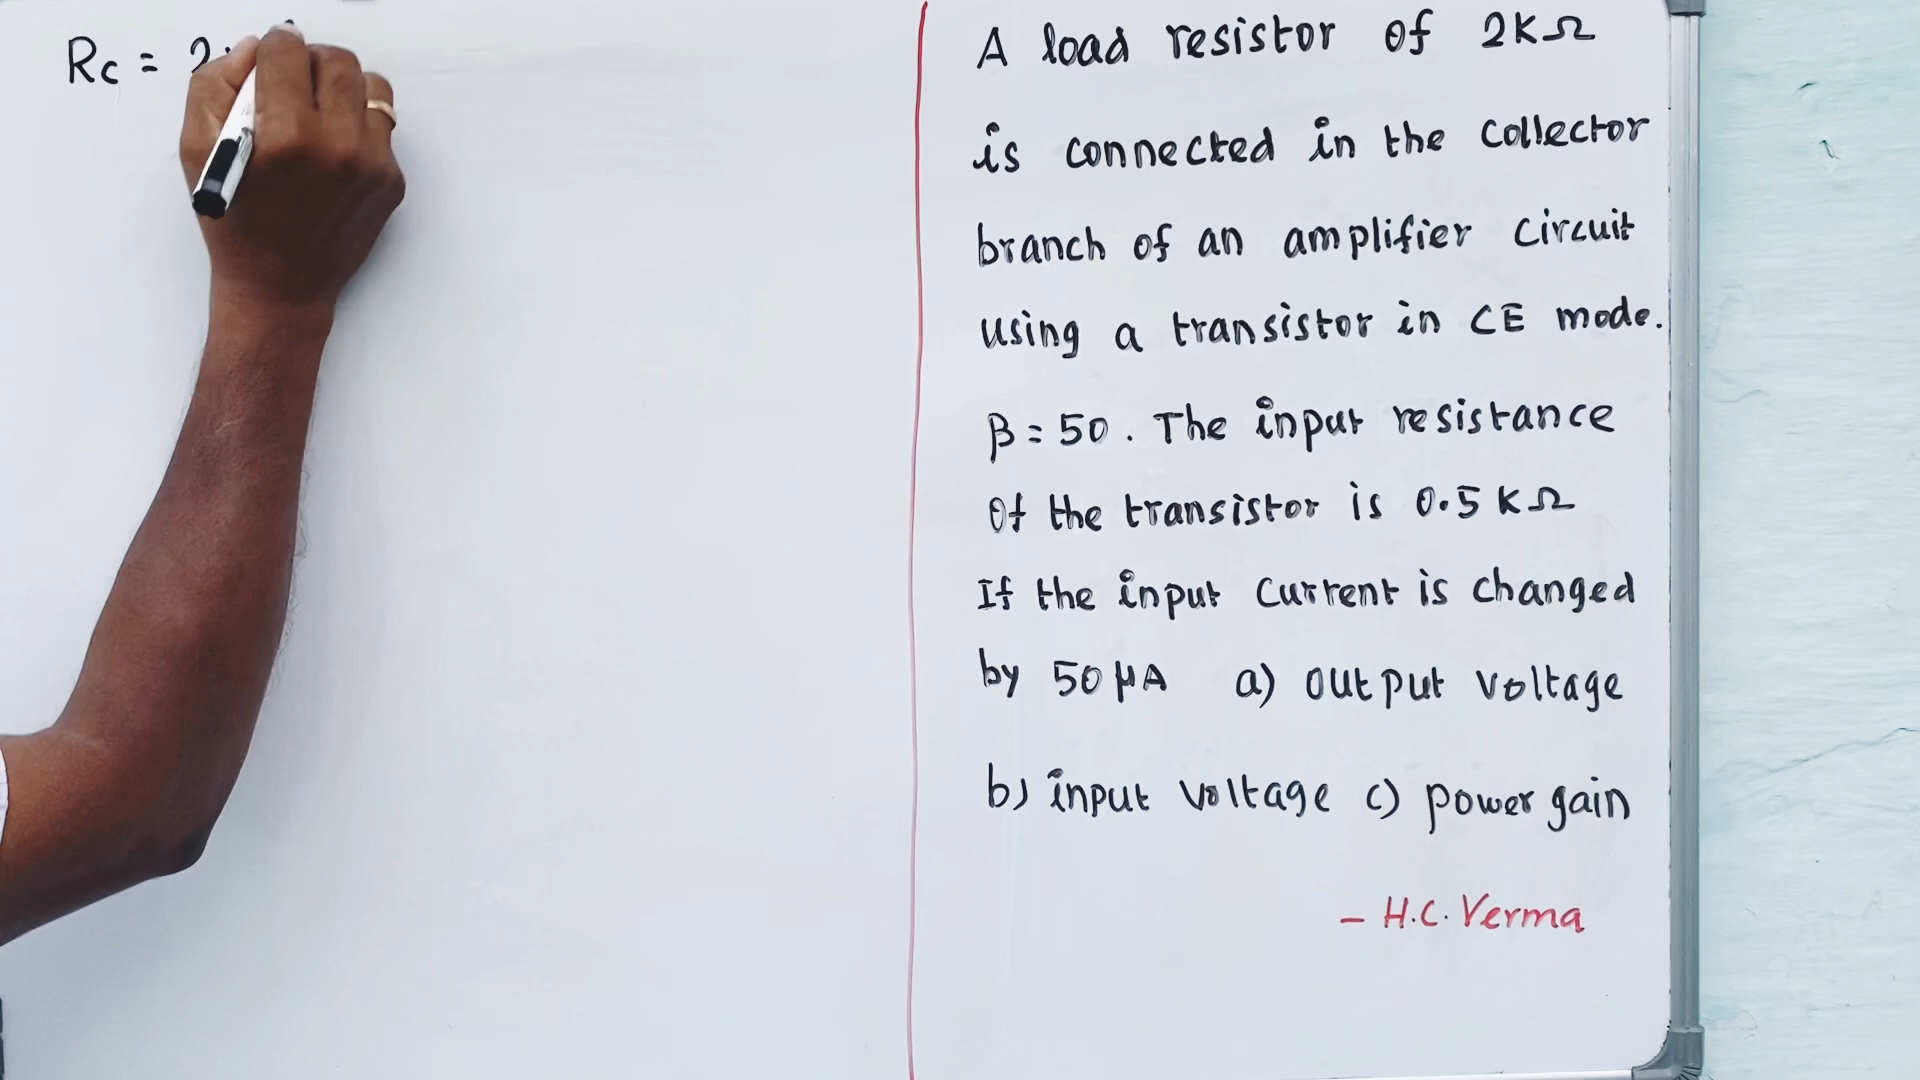 Rc = 2
A load resistor of 2KΩ
is connected in the collector
branch of an amplifier circuit
using a transistor in CE mode.
β = 50. The input resistance
of the transistor is 0.5 KΩ
If the input current is changed
by 50 μA a) output voltage
b) input voltage c) power gain
– H.C. Verma